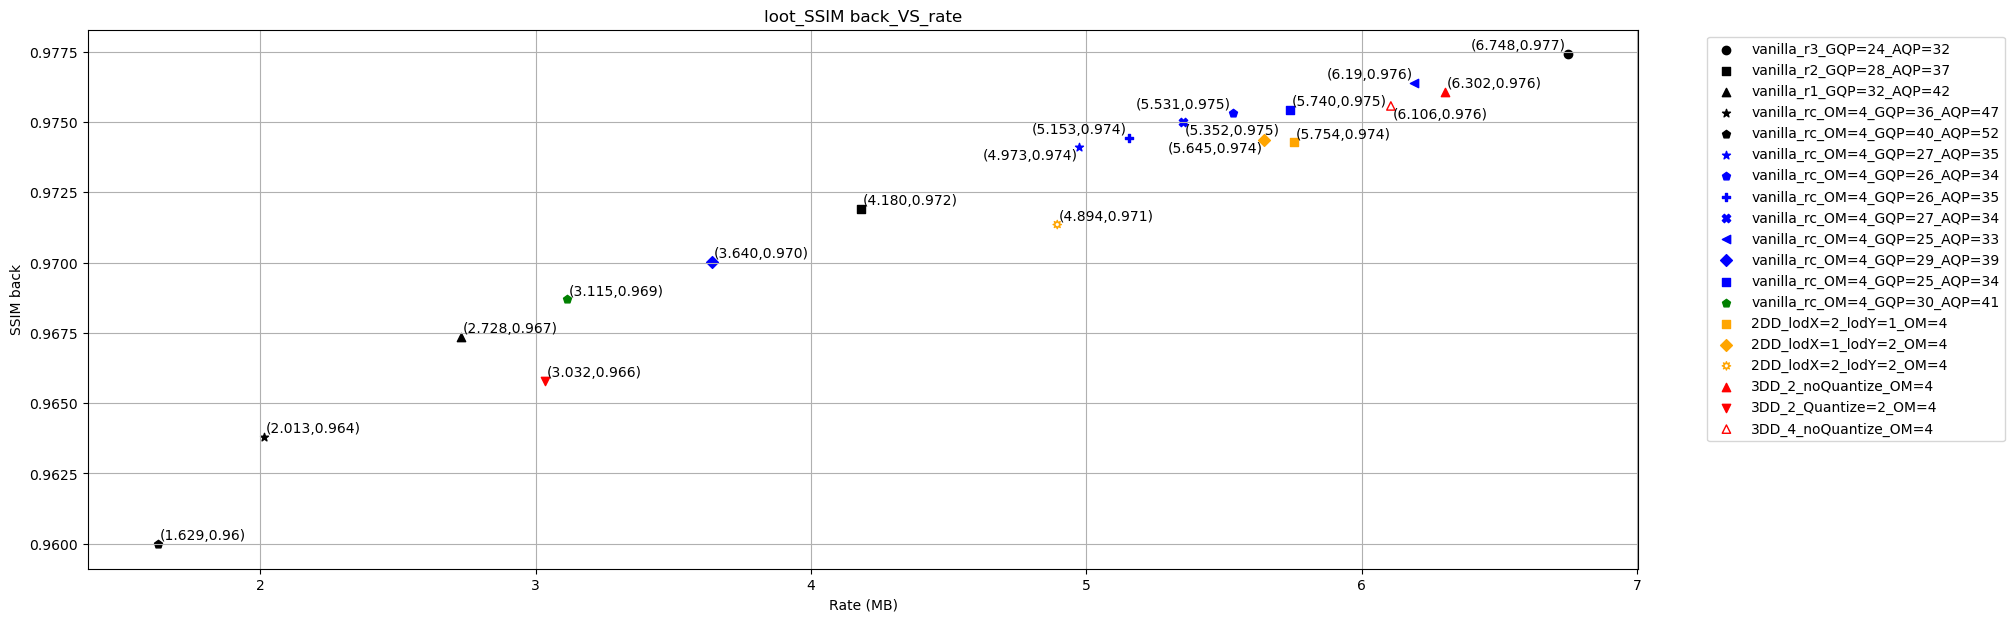 loot_SSIM back_VS_rate
SSIM back
0.9775
0.9750
0.9725
0.9700
0.9675
0.9650
0.9625
0.9600
(6.748,0.977)
(6.19,0.976)
(6.302,0.976)
(5.531,0.975)
(5.740,0.975)
(6.106,0.976)
(5.153,0.974)
(5.352,0.975)
(5.754,0.974)
(4.973,0.974)
(5.645,0.974)
(4.180,0.972)
(4.894,0.971)
(3.640,0.970)
(3.115,0.969)
(2.728,0.967)
(3.032,0.966)
(2.013,0.964)
(1.629,0.96)
2
3
4
5
6
7
Rate (MB)
vanilla_r3_GQP=24_AQP=32
vanilla_r2_GQP=28_AQP=37
vanilla_r1_GQP=32_AQP=42
vanilla_rc_OM=4_GQP=36_AQP=47
vanilla_rc_OM=4_GQP=40_AQP=52
vanilla_rc_OM=4_GQP=27_AQP=35
vanilla_rc_OM=4_GQP=26_AQP=34
vanilla_rc_OM=4_GQP=26_AQP=35
vanilla_rc_OM=4_GQP=27_AQP=34
vanilla_rc_OM=4_GQP=25_AQP=33
vanilla_rc_OM=4_GQP=29_AQP=39
vanilla_rc_OM=4_GQP=25_AQP=34
vanilla_rc_OM=4_GQP=30_AQP=41
2DD_lodX=2_lodY=1_OM=4
2DD_lodX=1_lodY=2_OM=4
2DD_lodX=2_lodY=2_OM=4
3DD_2_noQuantize_OM=4
3DD_2_Quantize=2_OM=4
3DD_4_noQuantize_OM=4